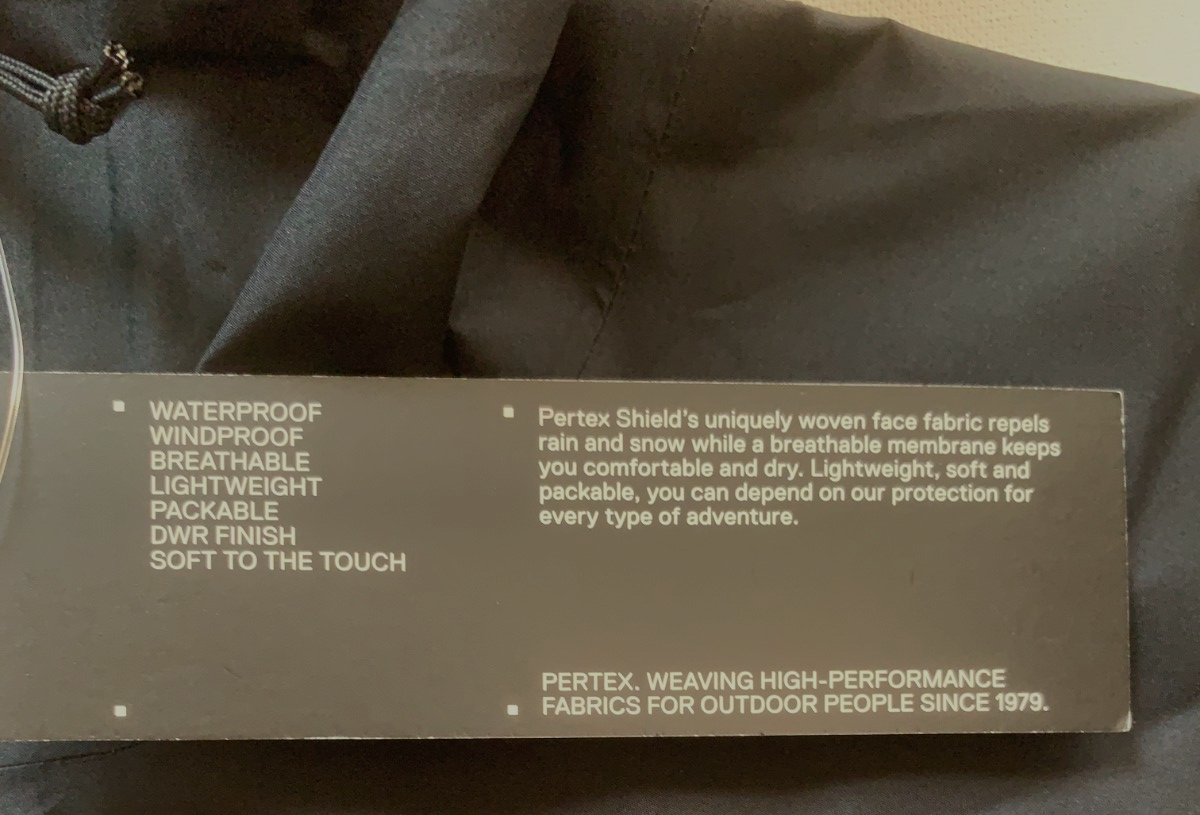 WATERPROOF
WINDPROOF
BREATHABLE
LIGHTWEIGHT
PACKABLE
DWR FINISH
SOFT TO THE TOUCH
Pertex Shield's uniquely woven face fabric repels
rain and snow while a breathable membrane keeps
you comfortable and dry. Lightweight, soft and
packable, you can depend on our protection for
every type of adventure.
PERTEX. WEAVING HIGH-PERFORMANCE
FABRICS FOR OUTDOOR PEOPLE SINCE 1979.